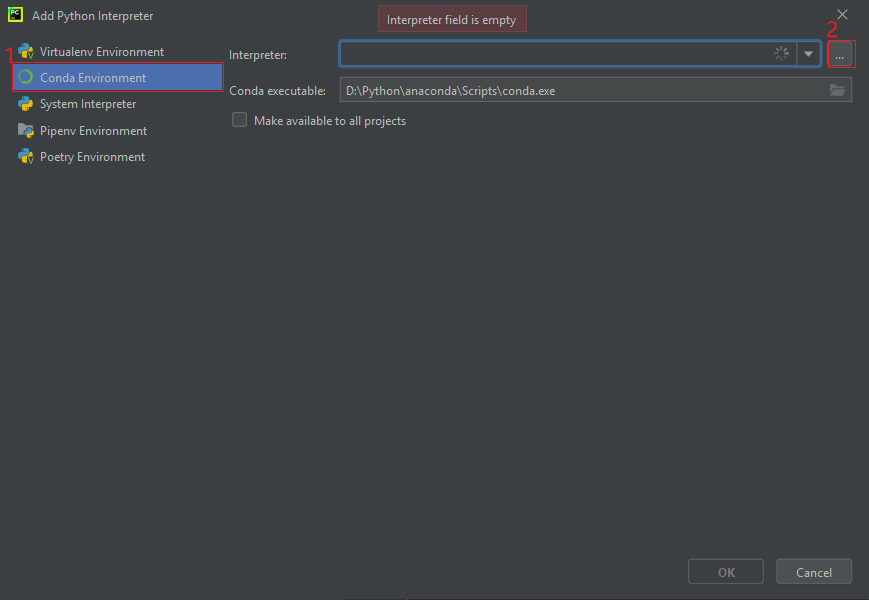 PC Add Python Interpreter
Interpreter field is empty
2
1
Virtualenv Environment
Conda Environment
System Interpreter
Pipenv Environment
Poetry Environment
Interpreter:
...
Conda executable: D:\Python\anaconda\Scripts\conda.exe
Make available to all projects
OK Cancel